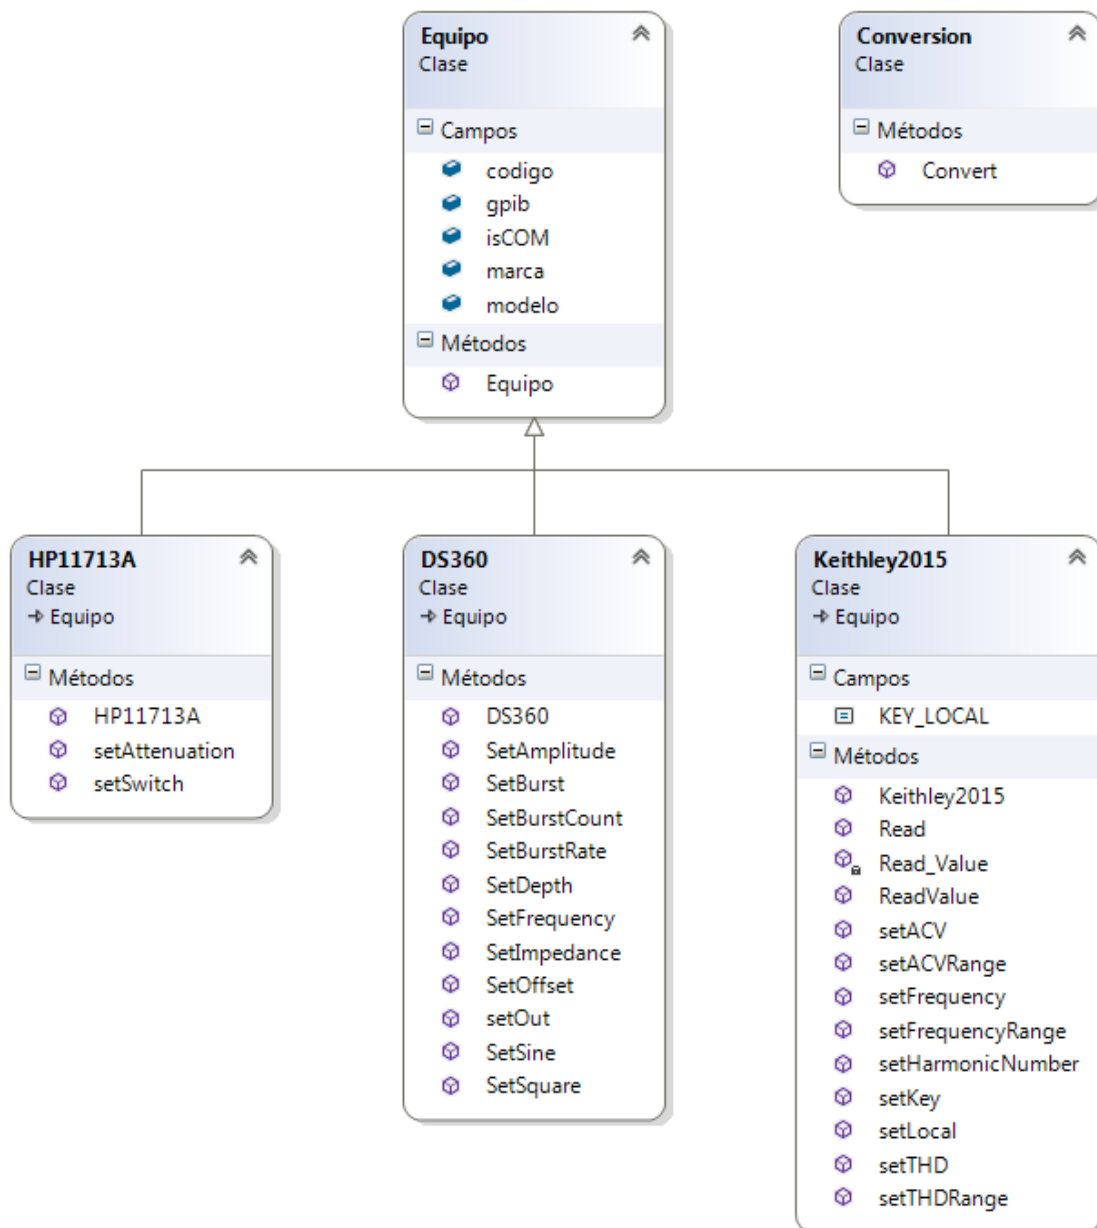 Equipo
Clase
Campos
codigo
gpib
isCOM
marca
modelo
Métodos
Equipo
Conversion
Clase
Métodos
Convert
HP11713A
Clase
Equipo
Métodos
HP11713A
setAttenuation
setSwitch
DS360
Clase
Equipo
Métodos
DS360
SetAmplitude
SetBurst
SetBurstCount
SetBurstRate
SetDepth
SetFrequency
SetImpedance
SetOffset
setOut
SetSine
SetSquare
Keithley2015
Clase
Equipo
Campos
KEY_LOCAL
Métodos
Keithley2015
Read
Read_Value
ReadValue
setACV
setACVRange
setFrequency
setFrequencyRange
setHarmonicNumber
setKey
setLocal
setTHD
setTHDRange